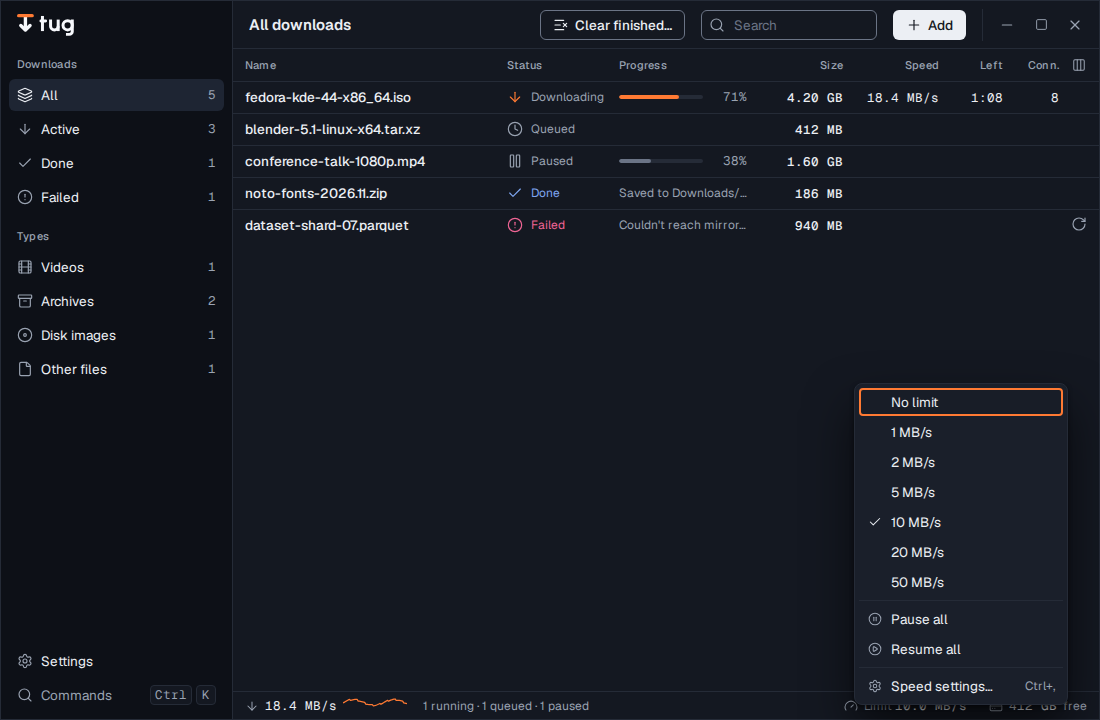 tug
All downloads
Clear finished...
Search
Add
Downloads
All 5
Active 3
Done 1
Failed 1
Types
Videos 1
Archives 2
Disk images 1
Other files 1
Settings
Commands Ctrl K
Name Status Progress Size Speed Left Conn.
fedora-kde-44-x86_64.iso Downloading 71% 4.20 GB 18.4 MB/s 1:08 8
blender-5.1-linux-x64.tar.xz Queued 412 MB
conference-talk-1080p.mp4 Paused 38% 1.60 GB
noto-fonts-2026.11.zip Done Saved to Downloads/... 186 MB
dataset-shard-07.parquet Failed Couldn't reach mirror... 940 MB
No limit
1 MB/s
2 MB/s
5 MB/s
10 MB/s
20 MB/s
50 MB/s
Pause all
Resume all
Speed settings... Ctrl+,
18.4 MB/s 1 running · 1 queued · 1 paused Limit 10.0 MB/s 412 GB free